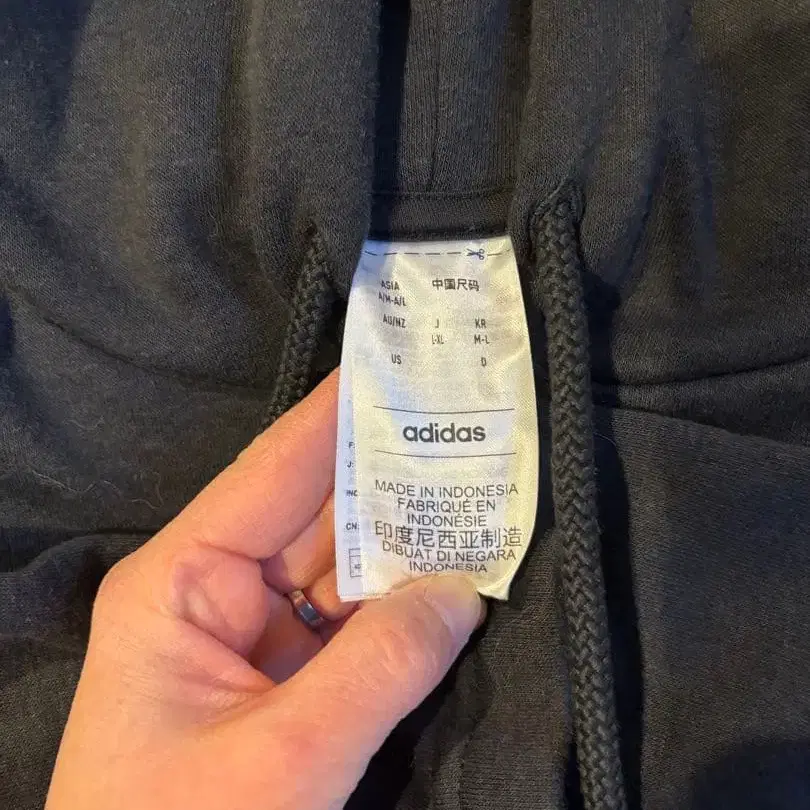 ASIA 中国尺码
A/M-A/L
AU/NZ J KR
L-XL M-L
US D
adidas
MADE IN INDONESIA
FABRIQUÉ EN
INDONÉSIE
印度尼西亚制造
DIBUAT DI NEGARA
INDONESIA
F:
J:
CN: